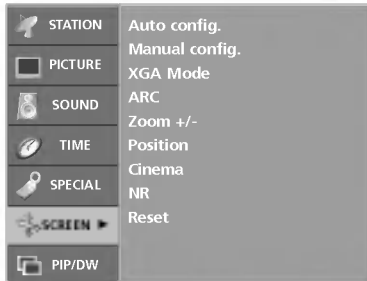 STATION
PICTURE
SOUND
TIME
SPECIAL
SCREEN
PIP/DW
Auto config.
Manual config.
XGA Mode
ARC
Zoom +/-
Position
Cinema
NR
Reset